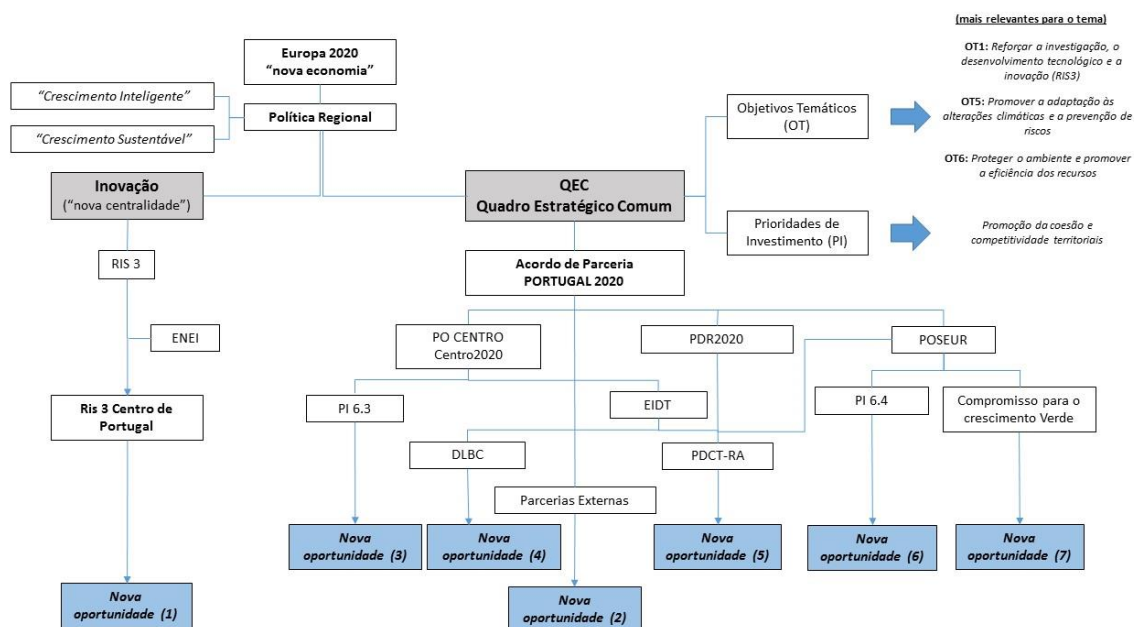 (mais relevantes para o tema)
Europa 2020
“nova economia”
OT1: Reforçar a investigação, o
desenvolvimento tecnológico e a
inovação (RIS3)
“Crescimento Inteligente”
Política Regional
Objetivos Temáticos
(OT)
OT5: Promover a adaptação às
alterações climáticas e a prevenção de
riscos
“Crescimento Sustentável”
OT6: Proteger o ambiente e promover
a eficiência dos recursos
Inovação
(“nova centralidade”)
QEC
Quadro Estratégico Comum
Prioridades de
Investimento (PI)
Promoção da coesão e
competitividade territoriais
RIS 3
Acordo de Parceria
PORTUGAL 2020
ENEI
PO CENTRO
Centro2020
PDR2020
POSEUR
Ris 3 Centro de
Portugal
PI 6.3
EIDT
PI 6.4
Compromisso para o
crescimento Verde
DLBC
PDCT-RA
Parcerias Externas
Nova
oportunidade (3)
Nova
oportunidade (4)
Nova
oportunidade (5)
Nova
oportunidade (6)
Nova
oportunidade (7)
Nova
oportunidade (1)
Nova
oportunidade (2)